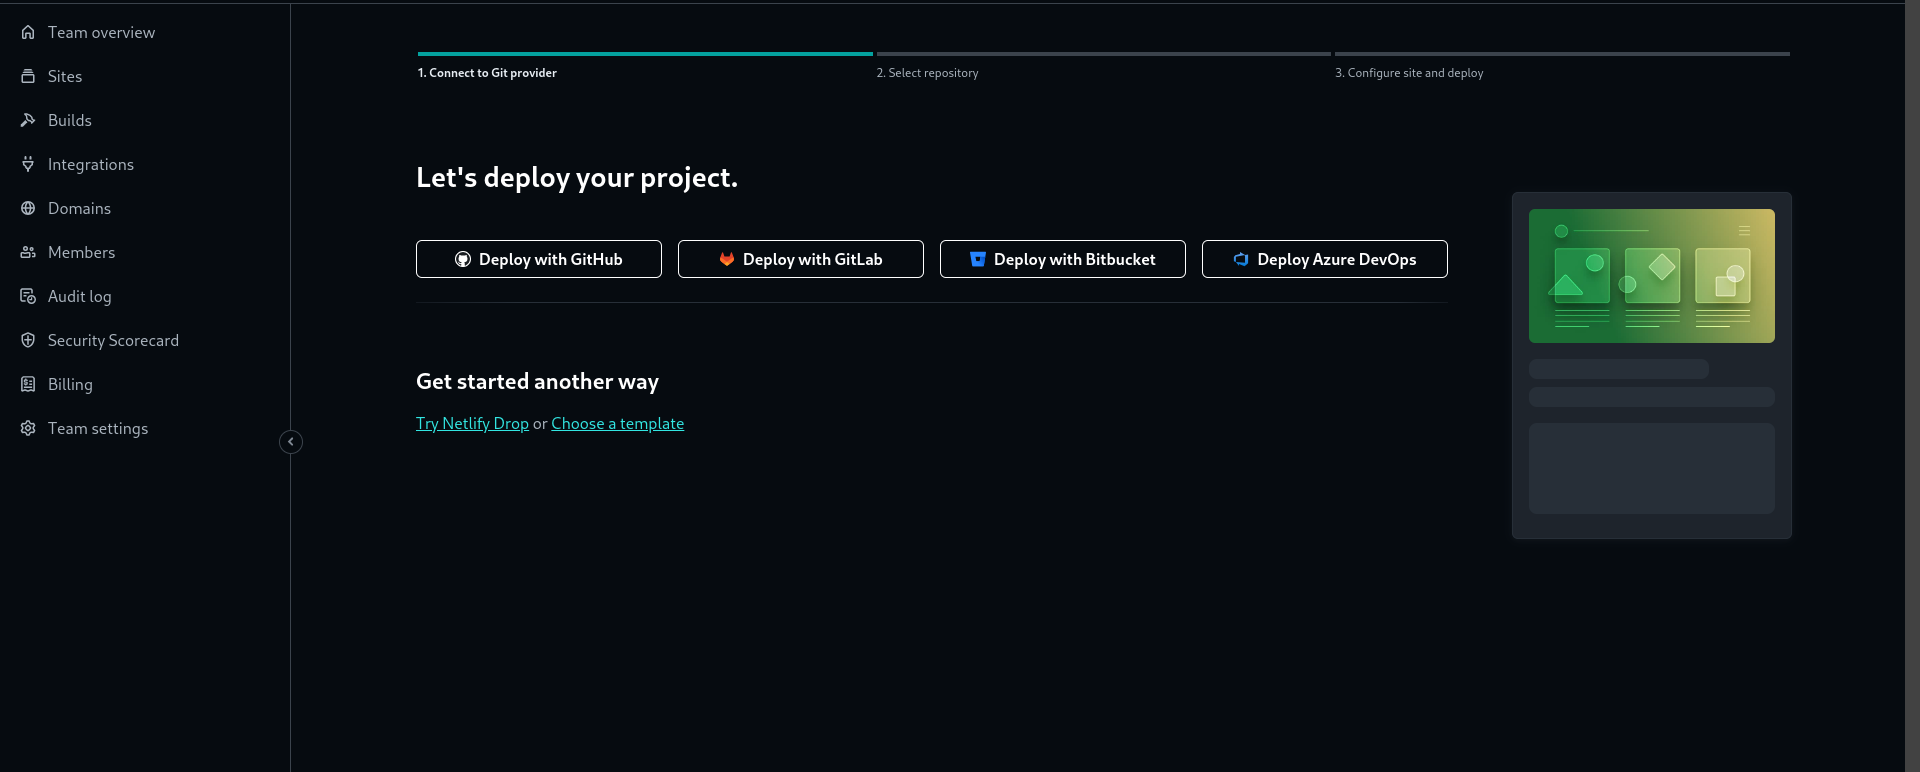 Team overview
Sites
Builds
Integrations
Domains
Members
Audit log
Security Scorecard
Billing
Team settings
1. Connect to Git provider
2. Select repository
3. Configure site and deploy
Let's deploy your project.
Deploy with GitHub
Deploy with GitLab
Deploy with Bitbucket
Deploy Azure DevOps
Get started another way
Try Netlify Drop or Choose a template